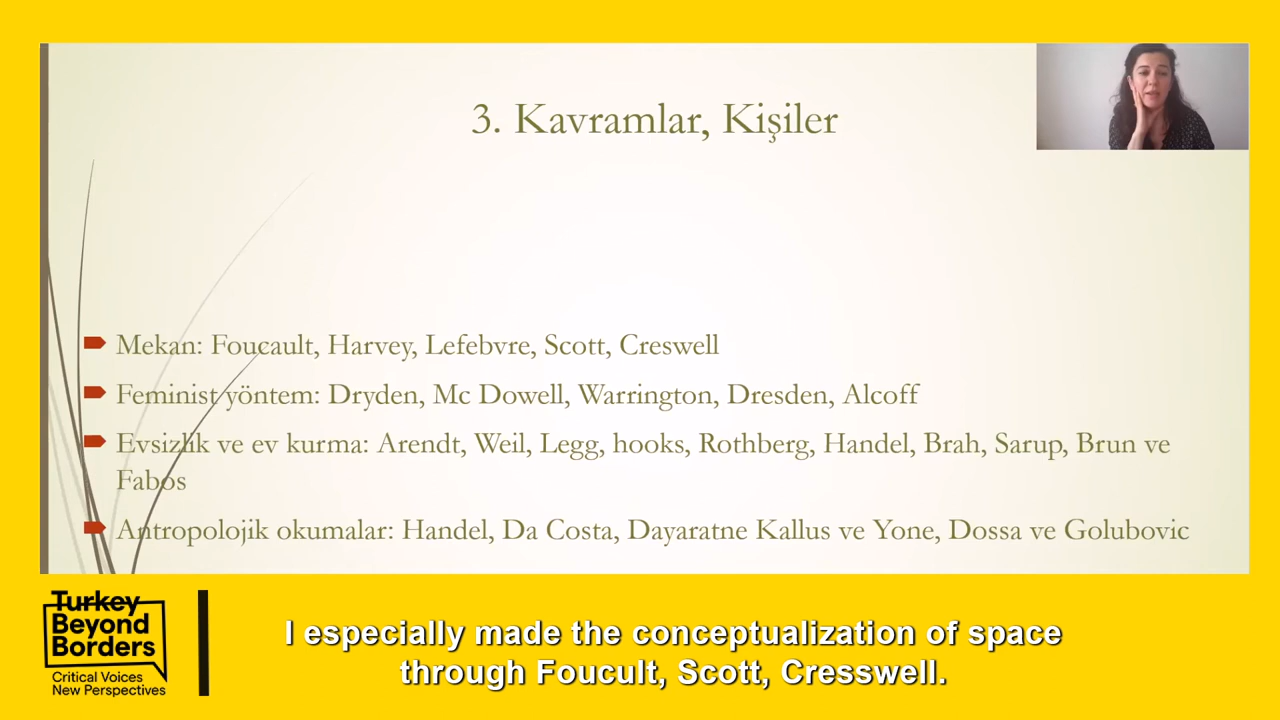 3. Kavramlar, Kişiler
Mekan: Foucault, Harvey, Lefebvre, Scott, Creswell
Feminist yöntem: Dryden, Mc Dowell, Warrington, Dresden, Alcoff
Evsizlik ve ev kurma: Arendt, Weil, Legg, hooks, Rothberg, Handel, Brah, Sarup, Brun ve
Fabos
Antropolojik okumalar: Handel, Da Costa, Dayaratne Kallus ve Yone, Dossa ve Golubovic
Turkey
Beyond
Borders
Critical Voices
New Perspectives
I especially made the conceptualization of space
through Foucult, Scott, Cresswell.